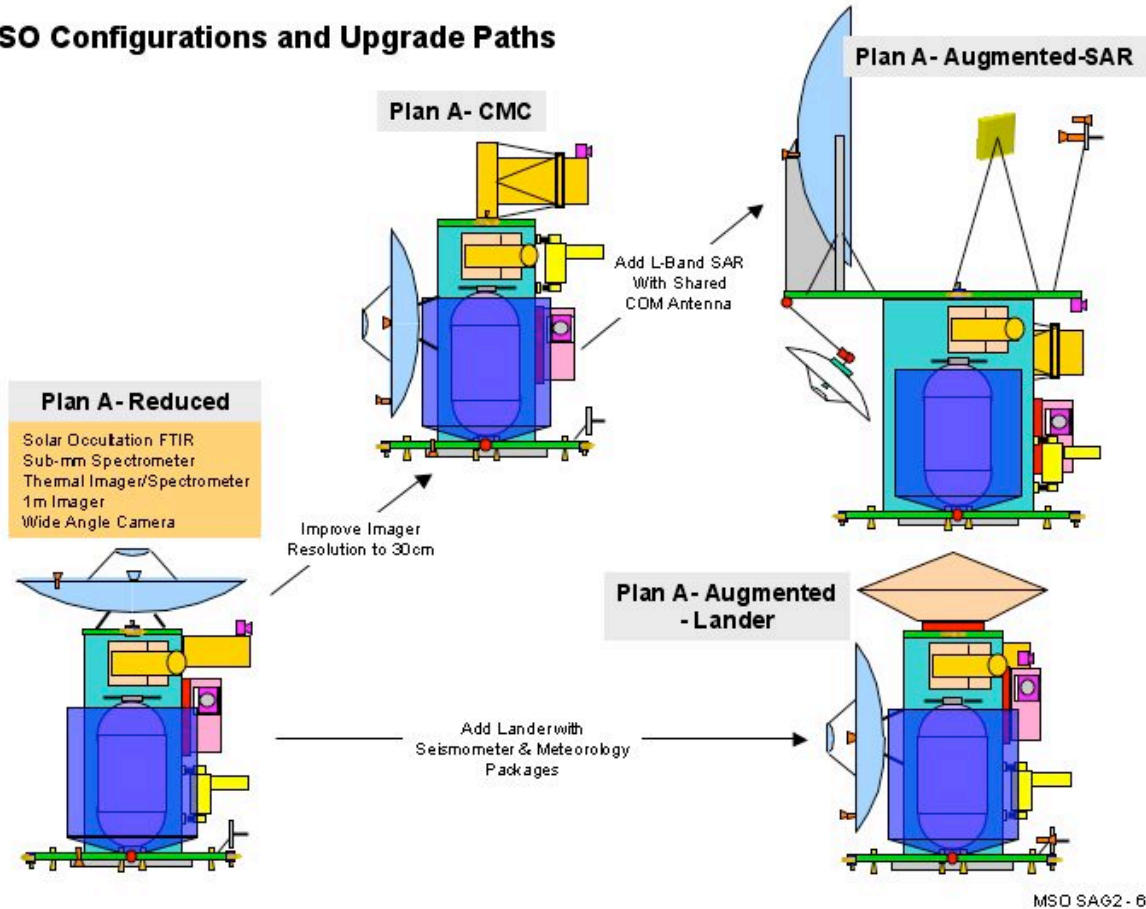 SO Configurations and Upgrade Paths
Plan A- Augmented-SAR
Plan A- CMC
Add L-Band SAR
With Shared
COM Antenna
Plan A- Reduced
Solar Occultation FTIR
Sub-mm Spectrometer
Thermal Imager/Spectrometer
1m Imager
Wide Angle Camera
Improve Imager
Resolution to 30cm
Plan A- Augmented
- Lander
Add Lander with
Seismometer & Meteorology
Packages
MSO SAG2 - 6